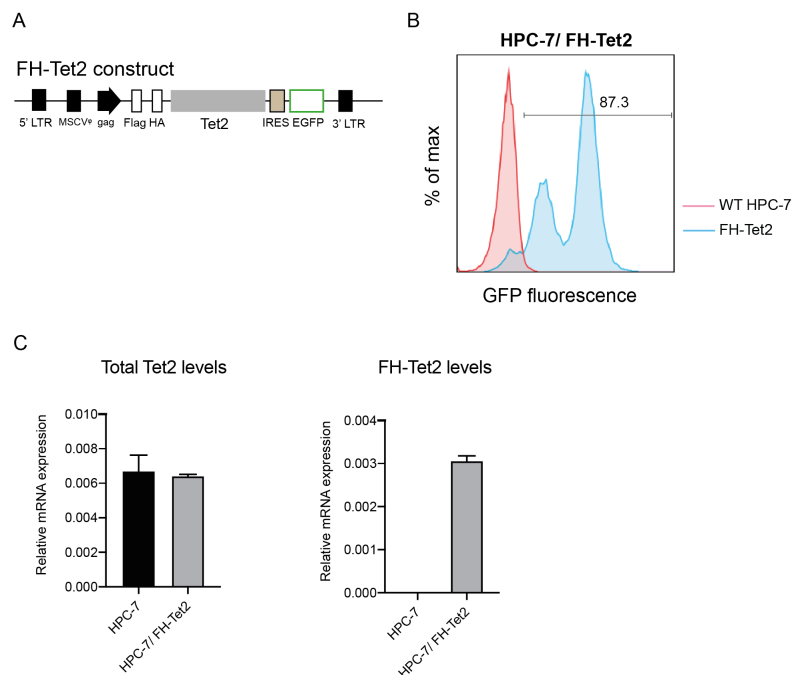 A
FH-Tet2 construct
5' LTR MSCVᵠ gag Flag HA Tet2 IRES EGFP 3' LTR
B
HPC-7/ FH-Tet2
87.3
% of max
GFP fluorescence
WT HPC-7
FH-Tet2
C
Total Tet2 levels
Relative mRNA expression
0.010
0.008
0.006
0.004
0.002
0.000
HPC-7
HPC-7/ FH-Tet2
FH-Tet2 levels
Relative mRNA expression
0.004
0.003
0.002
0.001
0.000
HPC-7
HPC-7/ FH-Tet2